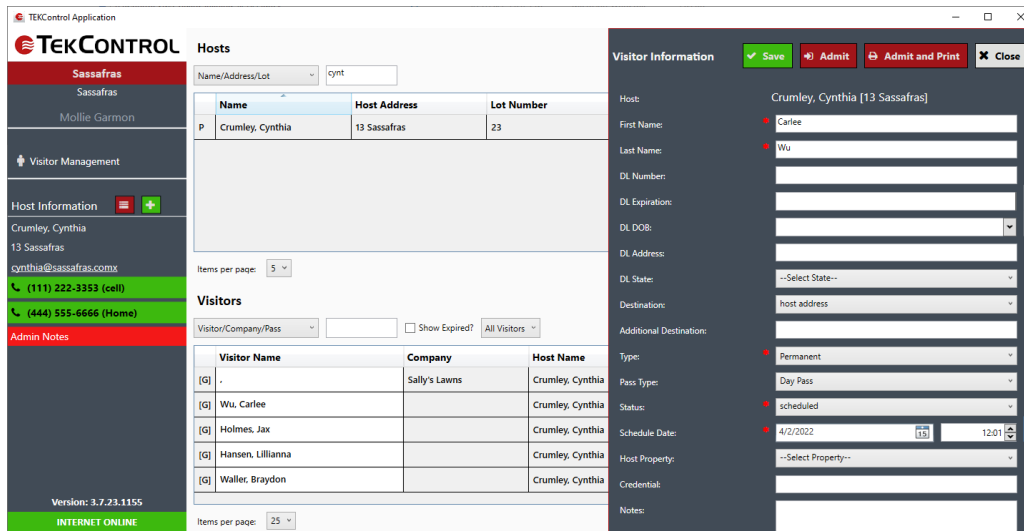 TEKControl Application
TEKCONTROL
Sassafras
Sassafras
Mollie Garmon
Visitor Management
Host Information
Crumley, Cynthia
13 Sassafras
cynthia@sassafras.comx
(111) 222-3353 (cell)
(444) 555-6666 (Home)
Admin Notes
Version: 3.7.23.1155
INTERNET ONLINE
Hosts
Name/Address/Lot cynt
Name Host Address Lot Number
P Crumley, Cynthia 13 Sassafras 23
Items per page: 5
Visitors
Visitor/Company/Pass Show Expired? All Visitors
Visitor Name Company Host Name
[G] , Sally's Lawns Crumley, Cynthia
[G] Wu, Carlee Crumley, Cynthia
[G] Holmes, Jax Crumley, Cynthia
[G] Hansen, Lillianna Crumley, Cynthia
[G] Waller, Braydon Crumley, Cynthia
Items per page: 25
Visitor Information Save Admit Admit and Print Close
Host: Crumley, Cynthia [13 Sassafras]
First Name: Carlee
Last Name: Wu
DL Number:
DL Expiration:
DL DOB:
DL Address:
DL State: --Select State--
Destination: host address
Additional Destination:
Type: Permanent
Pass Type: Day Pass
Status: scheduled
Schedule Date: 4/2/2022 15 12:01
Host Property: --Select Property--
Credential:
Notes: